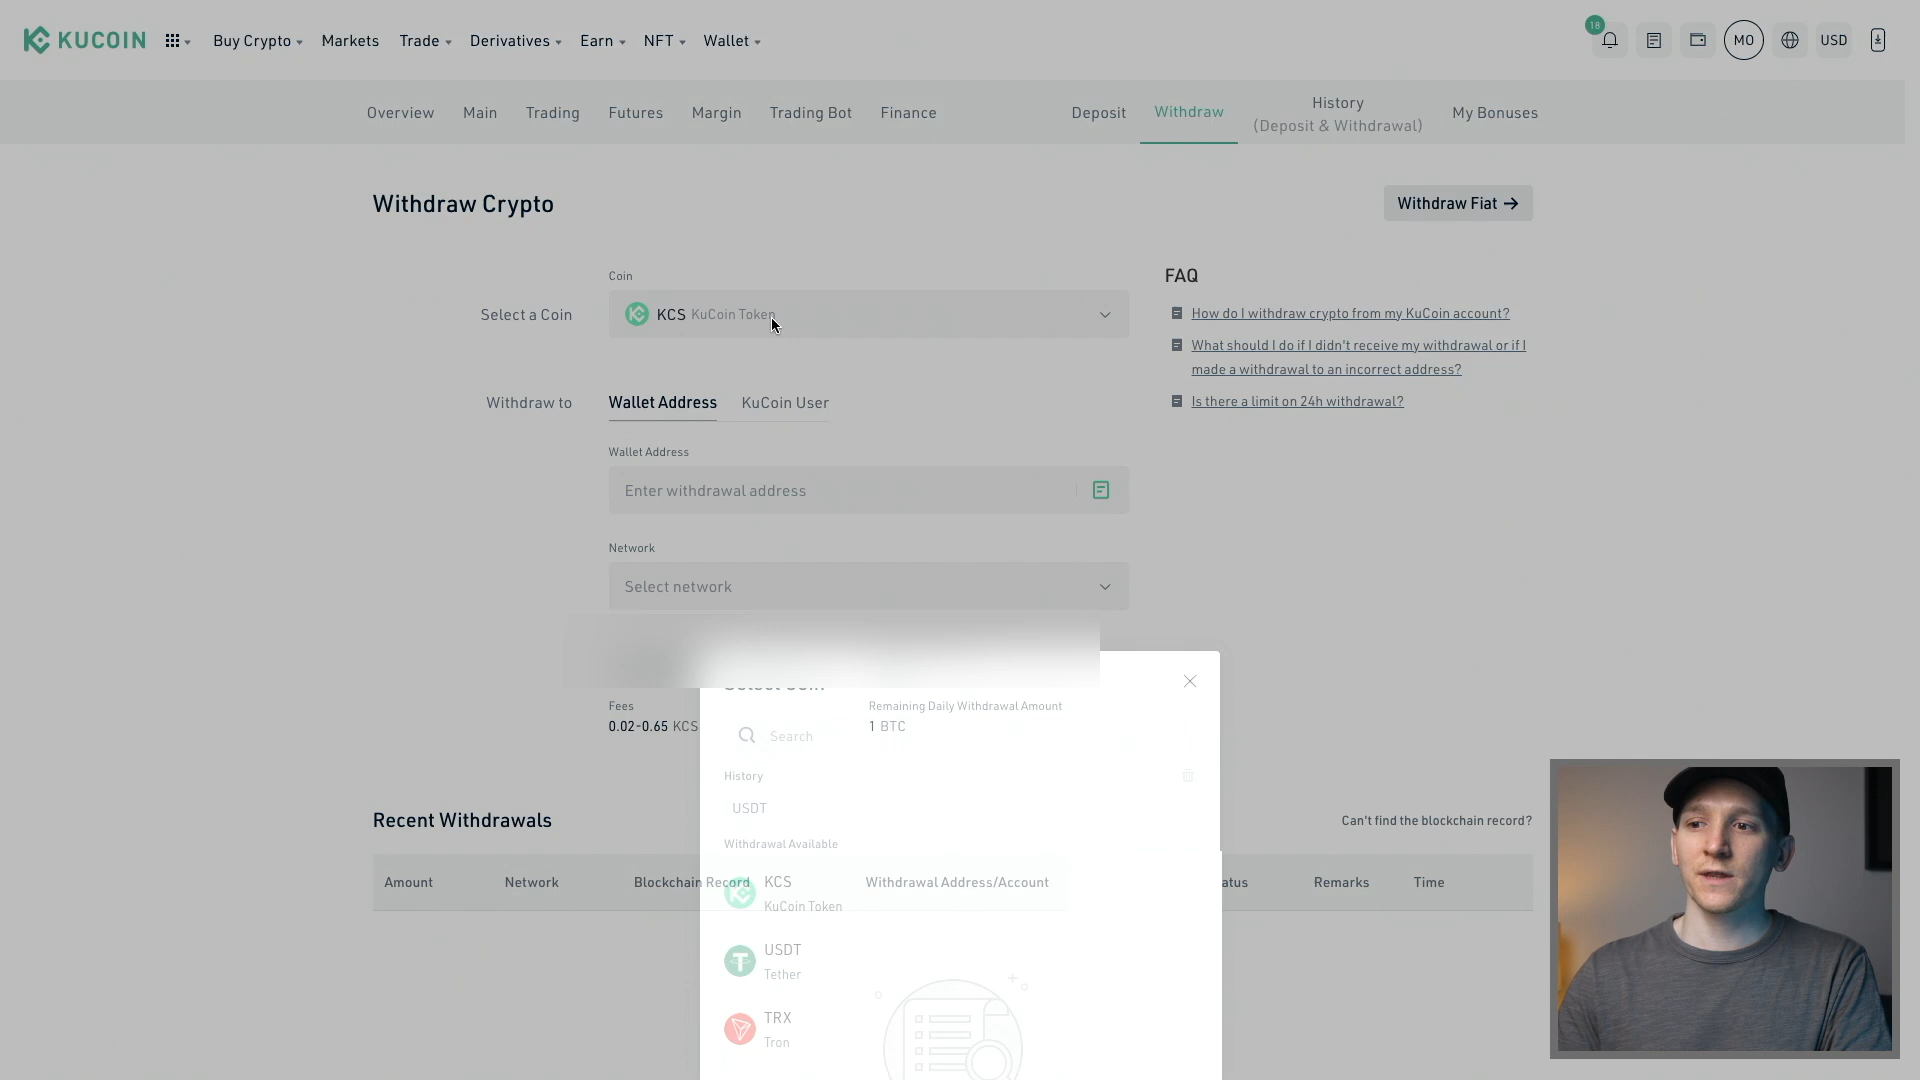 KUCOIN
Buy Crypto
Markets
Trade
Derivatives
Earn
NFT
Wallet
18
MO
USD
Overview
Main
Trading
Futures
Margin
Trading Bot
Finance
Deposit
Withdraw
History
(Deposit & Withdrawal)
My Bonuses
Withdraw Crypto
Withdraw Fiat →
Select a Coin
Coin
KCS KuCoin Token
Withdraw to
Wallet Address
KuCoin User
Wallet Address
Enter withdrawal address
Network
Select network
FAQ
How do I withdraw crypto from my KuCoin account?
What should I do if I didn't receive my withdrawal or if I
made a withdrawal to an incorrect address?
Is there a limit on 24h withdrawal?
Fees
0.02-0.65 KCS
Remaining Daily Withdrawal Amount
1 BTC
Search
History
USDT
Withdrawal Available
KCS
KuCoin Token
USDT
Tether
TRX
Tron
Recent Withdrawals
Can't find the blockchain record?
Amount
Network
Blockchain Record
Withdrawal Address/Account
Remarks
Time